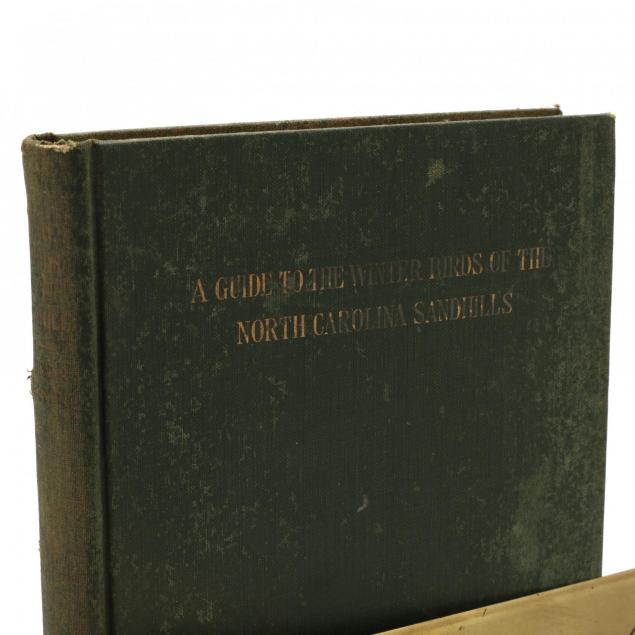 A GUIDE TO THE WINTER BIRDS OF THE
NORTH CAROLINA SANDHILLS